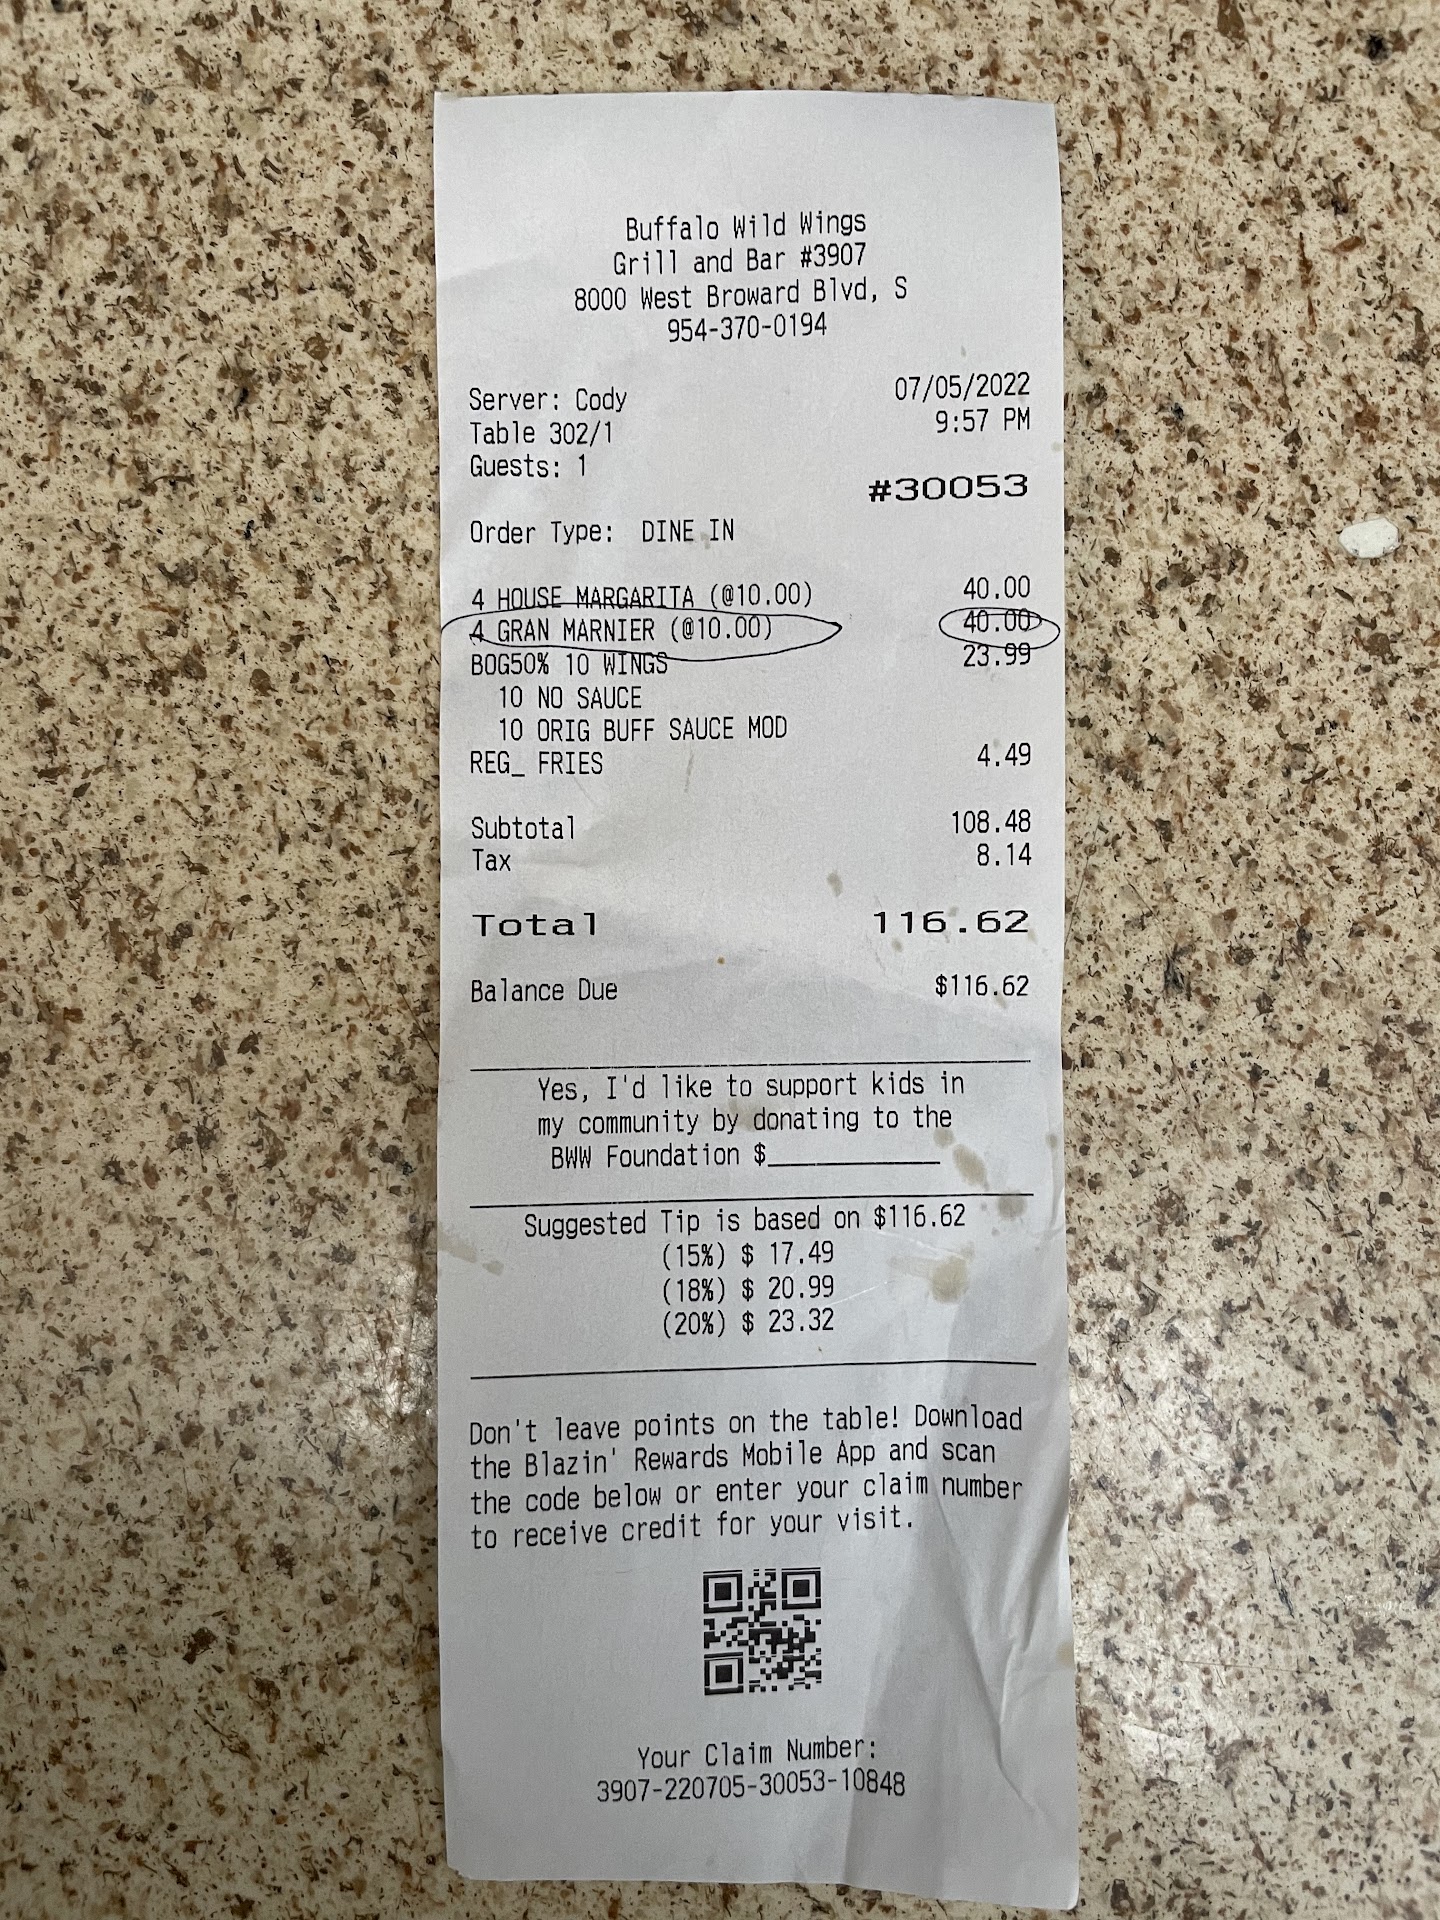 Buffalo Wild Wings
Grill and Bar #3907
8000 West Broward Blvd, S
954-370-0194
Server: Cody 07/05/2022
Table 302/1 9:57 PM
Guests: 1
#30053
Order Type: DINE IN
4 HOUSE MARGARITA (@10.00) 40.00
4 GRAN MARNIER (@10.00) 40.00
BOG50% 10 WINGS 23.99
10 NO SAUCE
10 ORIG BUFF SAUCE MOD
REG_ FRIES 4.49
Subtotal 108.48
Tax 8.14
Total 116.62
Balance Due $116.62
Yes, I'd like to support kids in
my community by donating to the
BWW Foundation $____________
Suggested Tip is based on $116.62
(15%) $ 17.49
(18%) $ 20.99
(20%) $ 23.32
Don't leave points on the table! Download
the Blazin' Rewards Mobile App and scan
the code below or enter your claim number
to receive credit for your visit.
Your Claim Number:
3907-220705-30053-10848